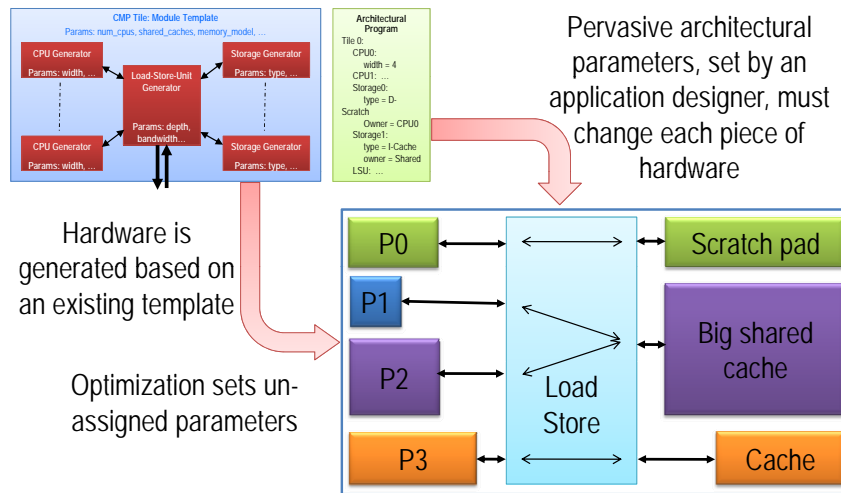 CMP Tile: Module Template
Params: num_cpus, shared_caches, memory_model, …
CPU Generator
Params: width, …
Load-Store-Unit
Generator
Params: depth,
bandwidth…
Storage Generator
Params: type, …
CPU Generator
Params: width, …
Storage Generator
Params: type, …
Architectural
Program
Tile 0:
CPU0:
width = 4
CPU1: …
Storage0:
type = D-
Scratch
Owner = CPU0
Storage1:
type = I-Cache
owner = Shared
LSU: …
Pervasive architectural
parameters, set by an
application designer, must
change each piece of
hardware
Hardware is
generated based on
an existing template
Optimization sets un-
assigned parameters
P0
P1
P2
P3
Load
Store
Scratch pad
Big shared
cache
Cache